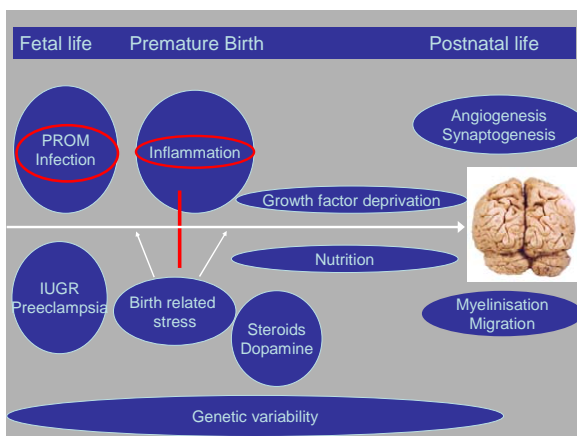 Fetal life
Premature Birth
Postnatal life
PROM
Infection
Inflammation
Angiogenesis
Synaptogenesis
Growth factor deprivation
Nutrition
IUGR
Preeclampsia
Birth related
stress
Steroids
Dopamine
Myelinisation
Migration
Genetic variability